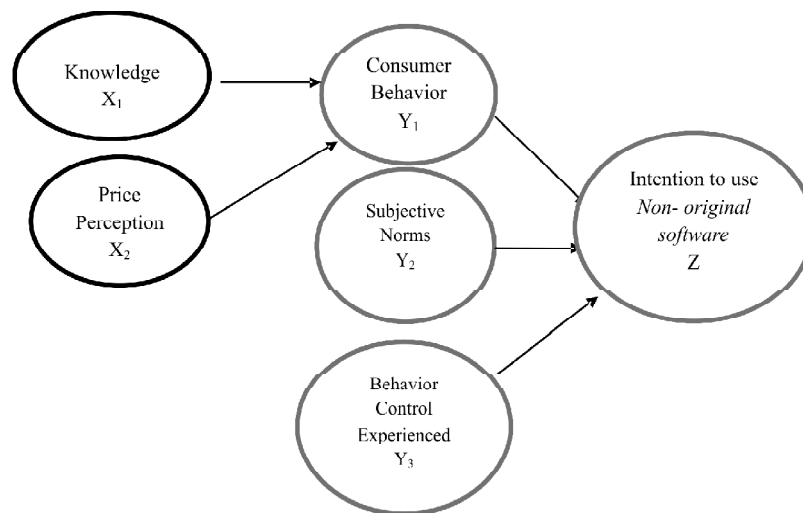 Knowledge
X₁
Price
Perception
X₂
Consumer
Behavior
Y₁
Subjective
Norms
Y₂
Behavior
Control
Experienced
Y₃
Intention to use
Non- original
software
Z